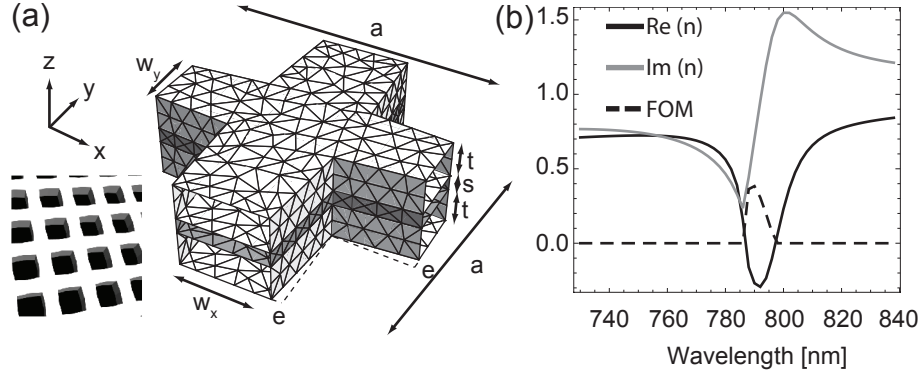 (a)
z
y
x
w_y
a
t
s
t
e
a
w_x
e
(b)
1.5
1.0
0.5
0.0
Re (n)
Im (n)
FOM
740 760 780 800 820 840
Wavelength [nm]